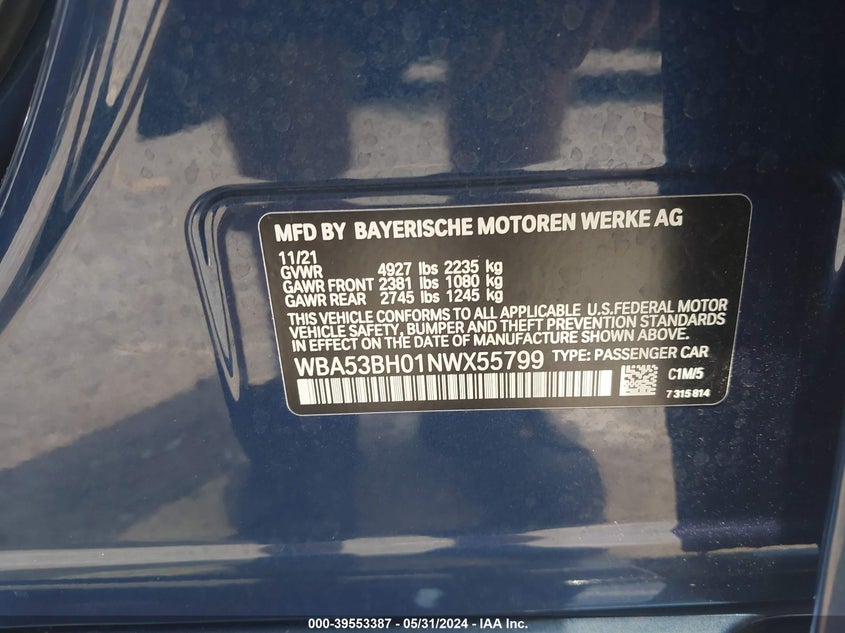 MFD BY BAYERISCHE MOTOREN WERKE AG
11/21
GVWR 4927 lbs 2235 kg
GAWR FRONT 2381 lbs 1080 kg
GAWR REAR 2745 lbs 1245 kg
THIS VEHICLE CONFORMS TO ALL APPLICABLE U.S.FEDERAL MOTOR
VEHICLE SAFETY, BUMPER AND THEFT PREVENTION STANDARDS
IN EFFECT ON THE DATE OF MANUFACTURE SHOWN ABOVE.
WBA53BH01NWX55799 TYPE: PASSENGER CAR
C1M/5
7 315 814
000-39553387 - 05/31/2024 - IAA Inc.